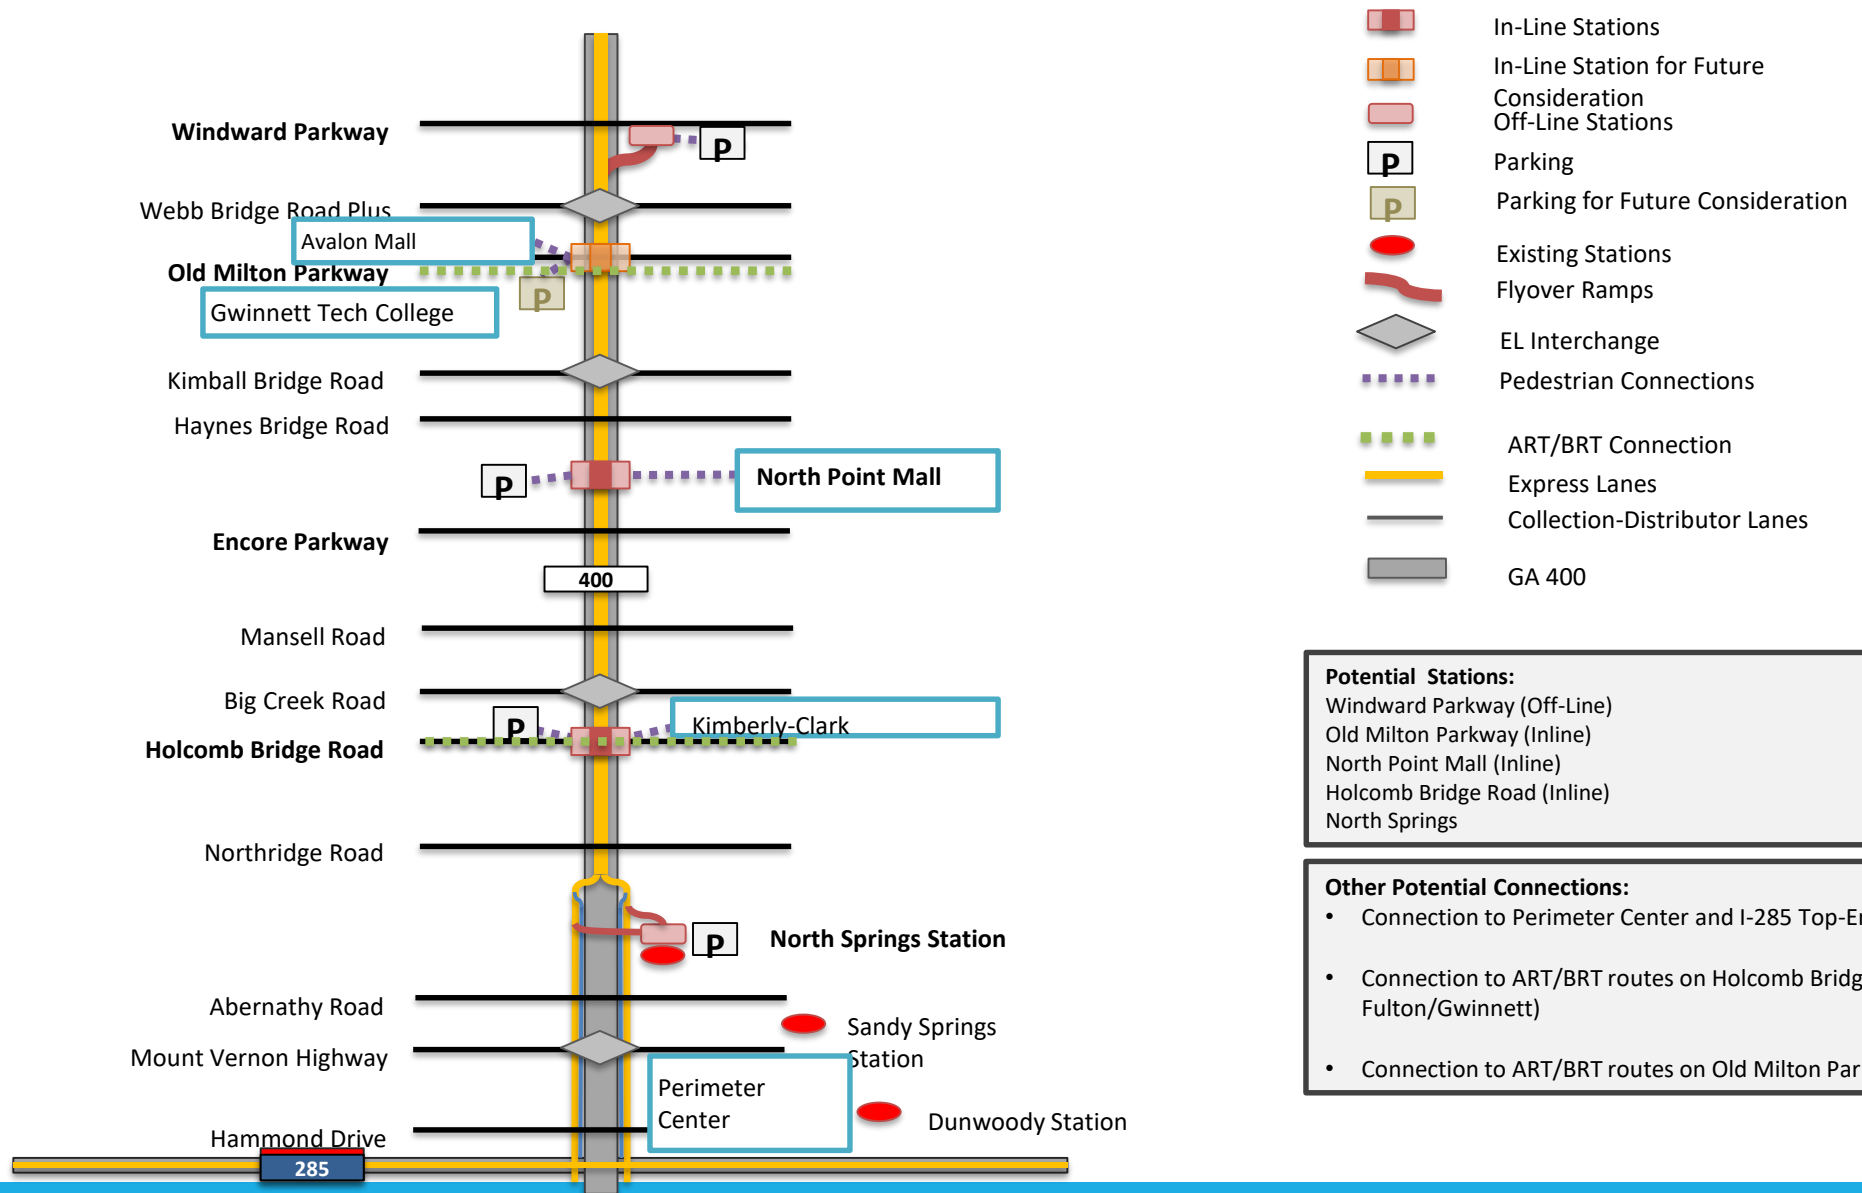 Windward Parkway
P
Webb Bridge Road Plus
Avalon Mall
Old Milton Parkway
P
Gwinnett Tech College
Kimball Bridge Road
Haynes Bridge Road
P
North Point Mall
Encore Parkway
400
Mansell Road
Big Creek Road
P
Kimberly-Clark
Holcomb Bridge Road
Northridge Road
P
North Springs Station
Abernathy Road
Sandy Springs
Station
Mount Vernon Highway
Perimeter
Center
Dunwoody Station
Hammond Drive
285
In-Line Stations
In-Line Station for Future
Consideration
Off-Line Stations
P
Parking
P
Parking for Future Consideration
Existing Stations
Flyover Ramps
EL Interchange
Pedestrian Connections
ART/BRT Connection
Express Lanes
Collection-Distributor Lanes
GA 400
Potential Stations:
Windward Parkway (Off-Line)
Old Milton Parkway (Inline)
North Point Mall (Inline)
Holcomb Bridge Road (Inline)
North Springs
Other Potential Connections:
• Connection to Perimeter Center and I-285 Top-
• Connection to ART/BRT routes on Holcomb
Fulton/Gwinnett)
• Connection to ART/BRT routes on Old Milton